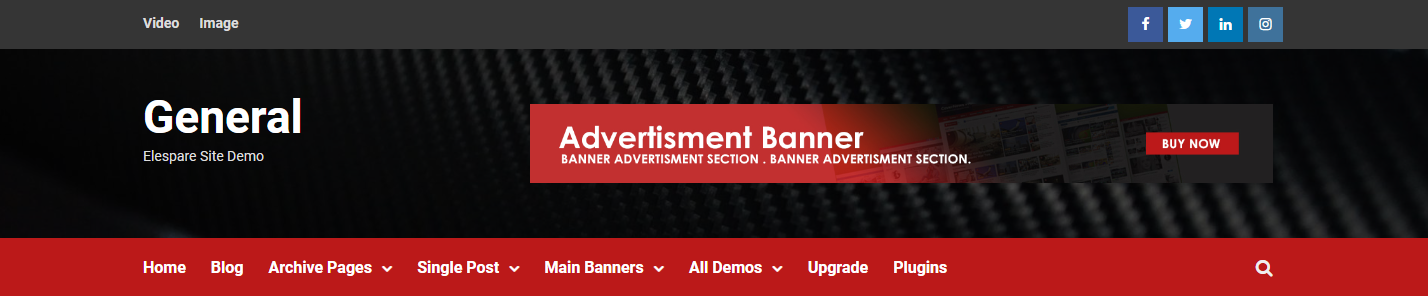 Video Image
General
Elespare Site Demo
Advertisment Banner
BANNER ADVERTISMENT SECTION . BANNER ADVERTISMENT SECTION.
BUY NOW
Home Blog Archive Pages Single Post Main Banners All Demos Upgrade Plugins